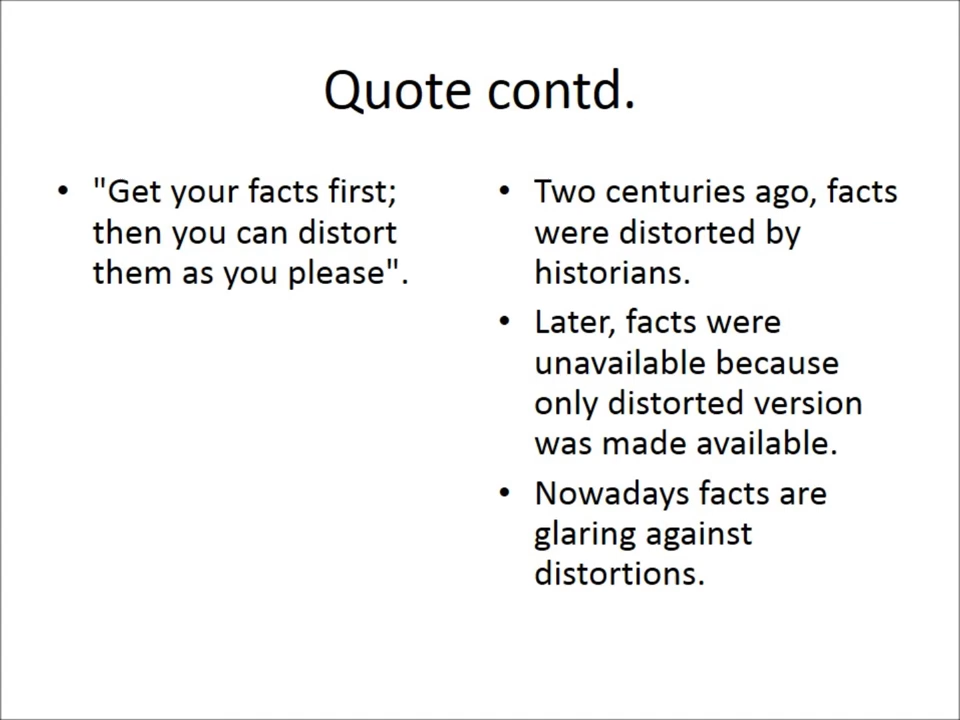 Quote contd.
• "Get your facts first;
then you can distort
them as you please".
• Two centuries ago, facts
were distorted by
historians.
• Later, facts were
unavailable because
only distorted version
was made available.
• Nowadays facts are
glaring against
distortions.